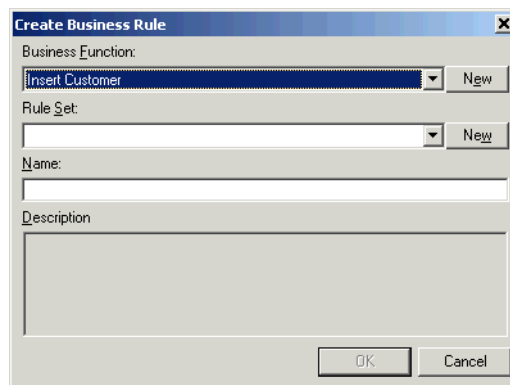 Create Business Rule
Business Function:
Insert Customer
New
Rule Set:
New
Name:
Description
OK
Cancel